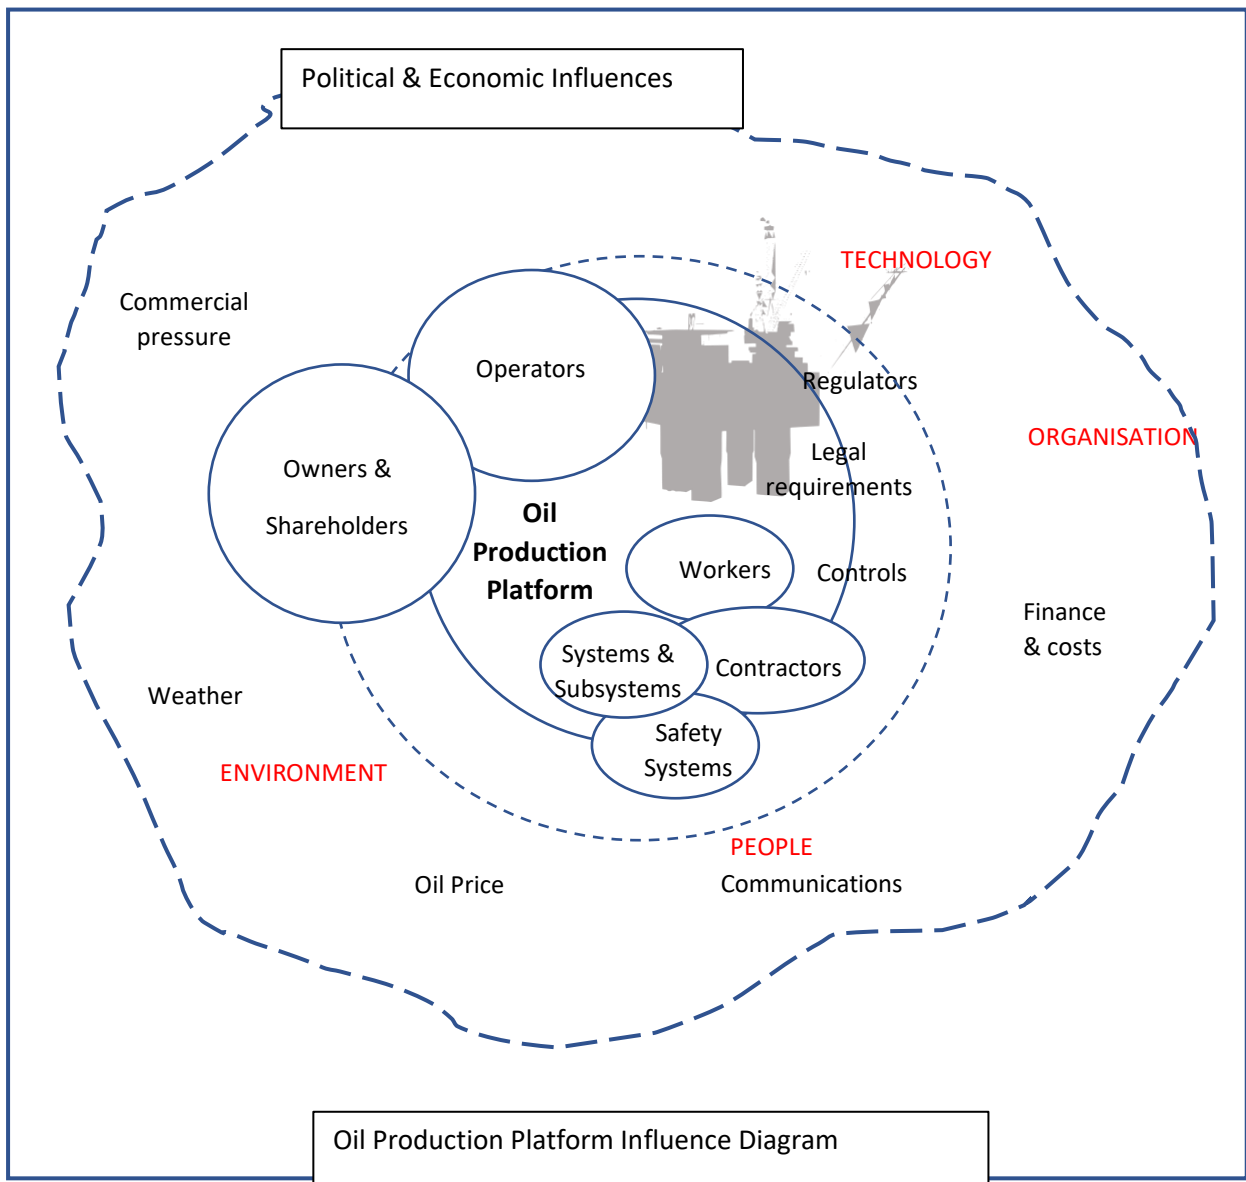 Political & Economic Influences
TECHNOLOGY
Commercial
pressure
Operators
Regulators
ORGANISATION
Owners &
Shareholders
Legal
requirements
Oil
Production
Platform
Workers
Controls
Finance
& costs
Systems &
Subsystems
Contractors
Weather
Safety
Systems
ENVIRONMENT
PEOPLE
Oil Price
Communications
Oil Production Platform Influence Diagram